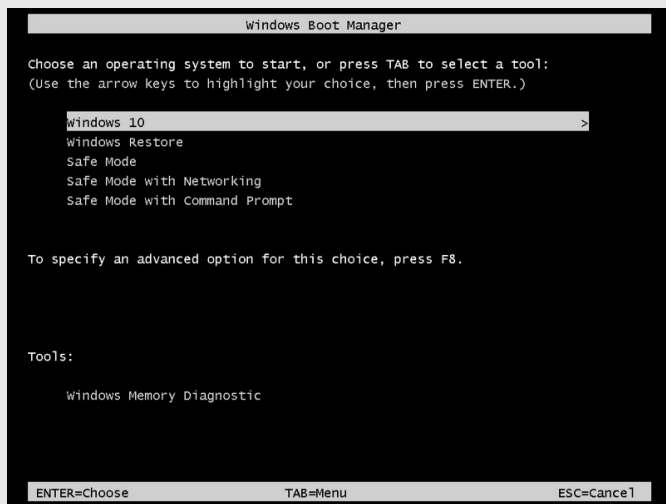 Windows Boot Manager
Choose an operating system to start, or press TAB to select a tool:
(Use the arrow keys to highlight your choice, then press ENTER.)
Windows 10 >
Windows Restore
Safe Mode
Safe Mode with Networking
Safe Mode with Command Prompt
To specify an advanced option for this choice, press F8.
Tools:
Windows Memory Diagnostic
ENTER=Choose TAB=Menu ESC=Cancel